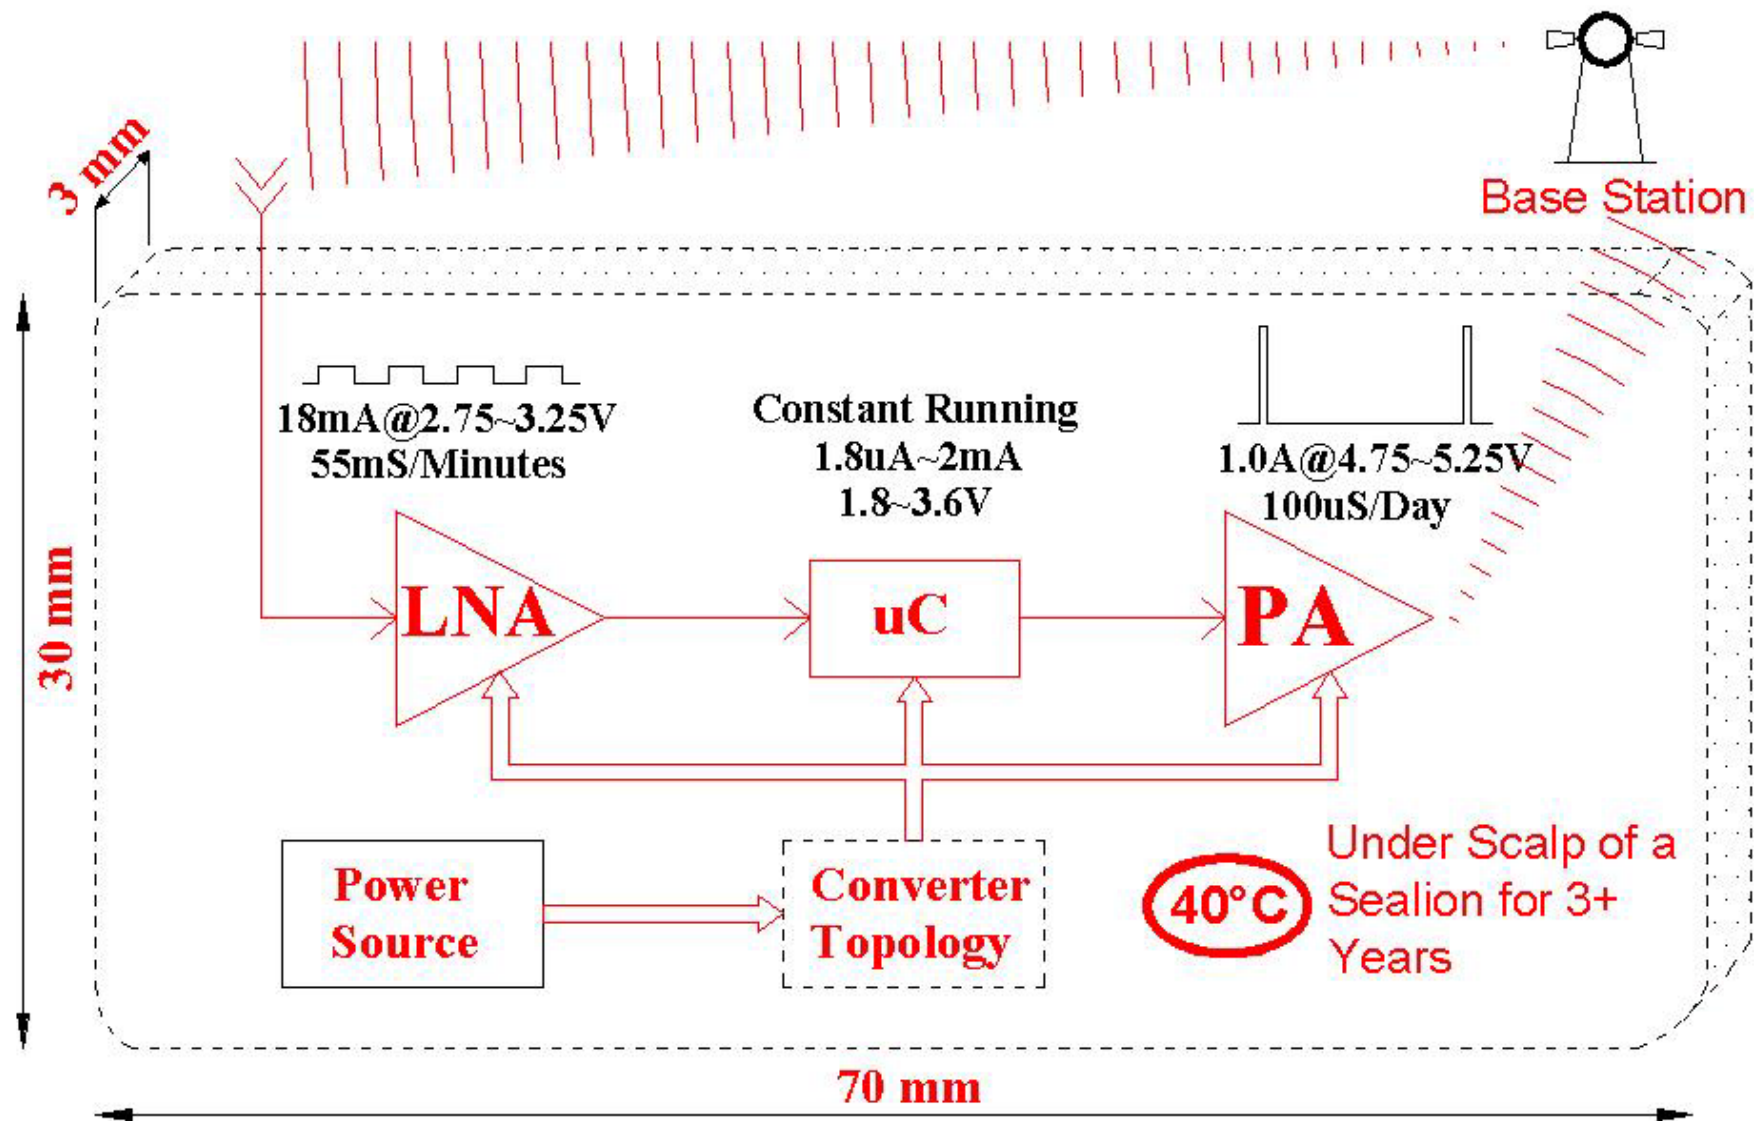 3 mm
Base Station
18mA@2.75~3.25V
55mS/Minutes
Constant Running
1.8uA~2mA
1.8~3.6V
1.0A@4.75~5.25V
100uS/Day
30 mm
LNA
uC
PA
Power
Source
Converter
Topology
40°C
Under Scalp of a
Sealion for 3+
Years
70 mm